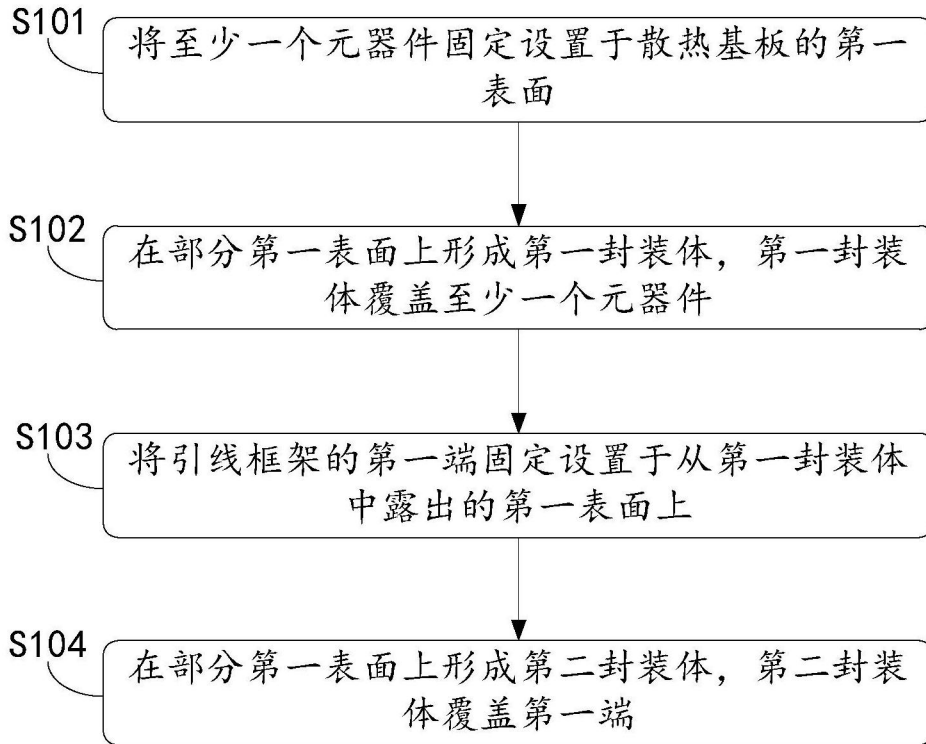 S101
将至少一个元器件固定设置于散热基板的第一
表面
S102
在部分第一表面上形成第一封装体，第一封装
体覆盖至少一个元器件
S103
将引线框架的第一端固定设置于从第一封装体
中露出的第一表面上
S104
在部分第一表面上形成第二封装体，第二封装
体覆盖第一端